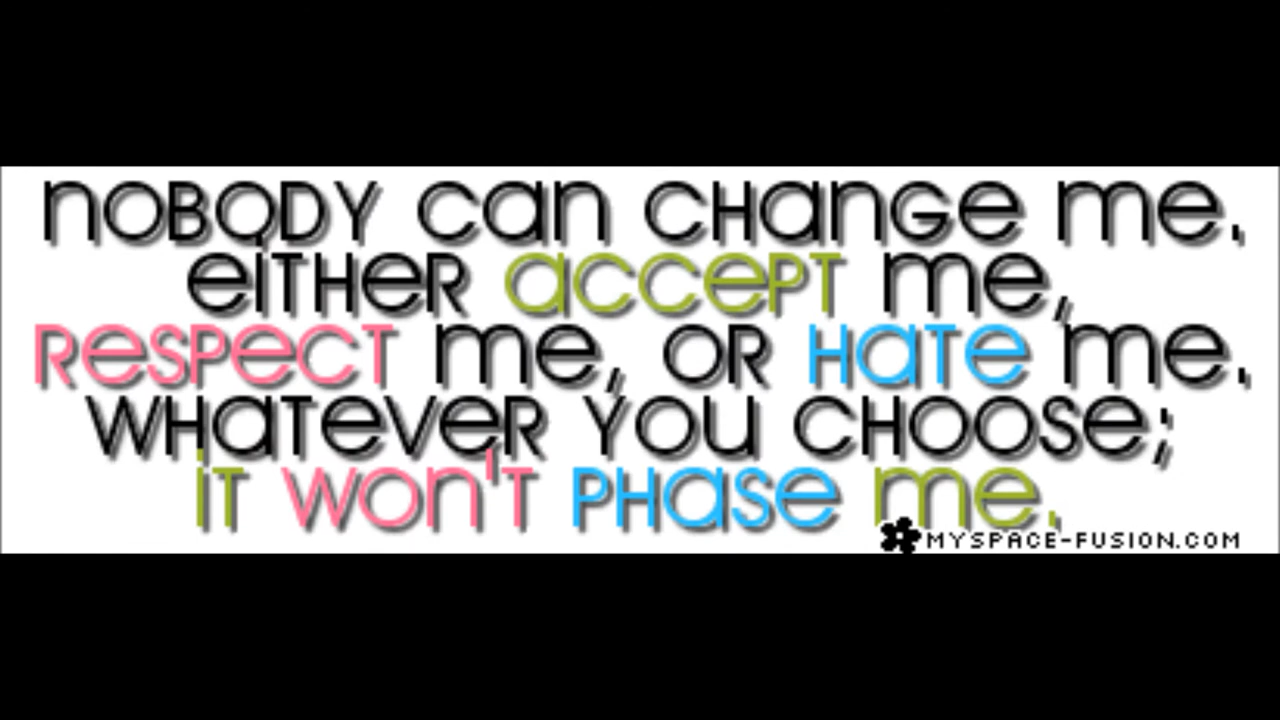 noBoDY can cHanGe me.
eiTHeR accePT me,
ResPecT me, oR HaTe me.
WHaTeveR You cHoose;
iT won'T PHase me.
MYSPACE-FUSION.COM